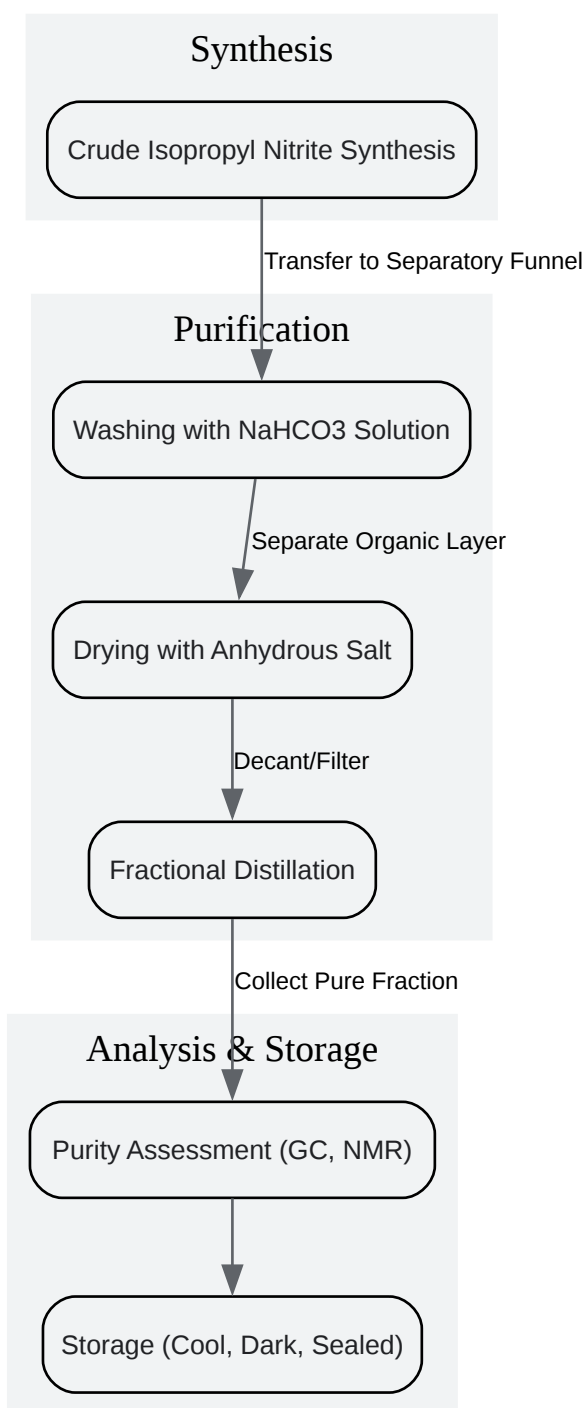 Synthesis
Crude Isopropyl Nitrite Synthesis
Transfer to Separatory Funnel
Purification
Washing with NaHCO3 Solution
Separate Organic Layer
Drying with Anhydrous Salt
Decant/Filter
Fractional Distillation
Collect Pure Fraction
Analysis & Storage
Purity Assessment (GC, NMR)
Storage (Cool, Dark, Sealed)